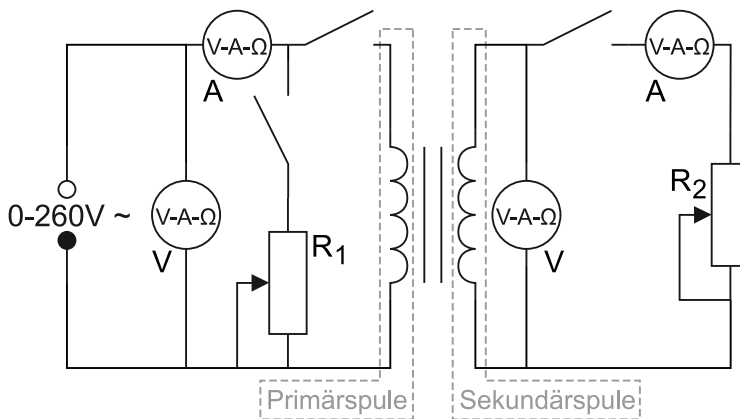 V-A-Ω
A
V-A-Ω
A
0-260V ~
V-A-Ω
V
R1
V-A-Ω
V
R2
Primärspule
Sekundärspule